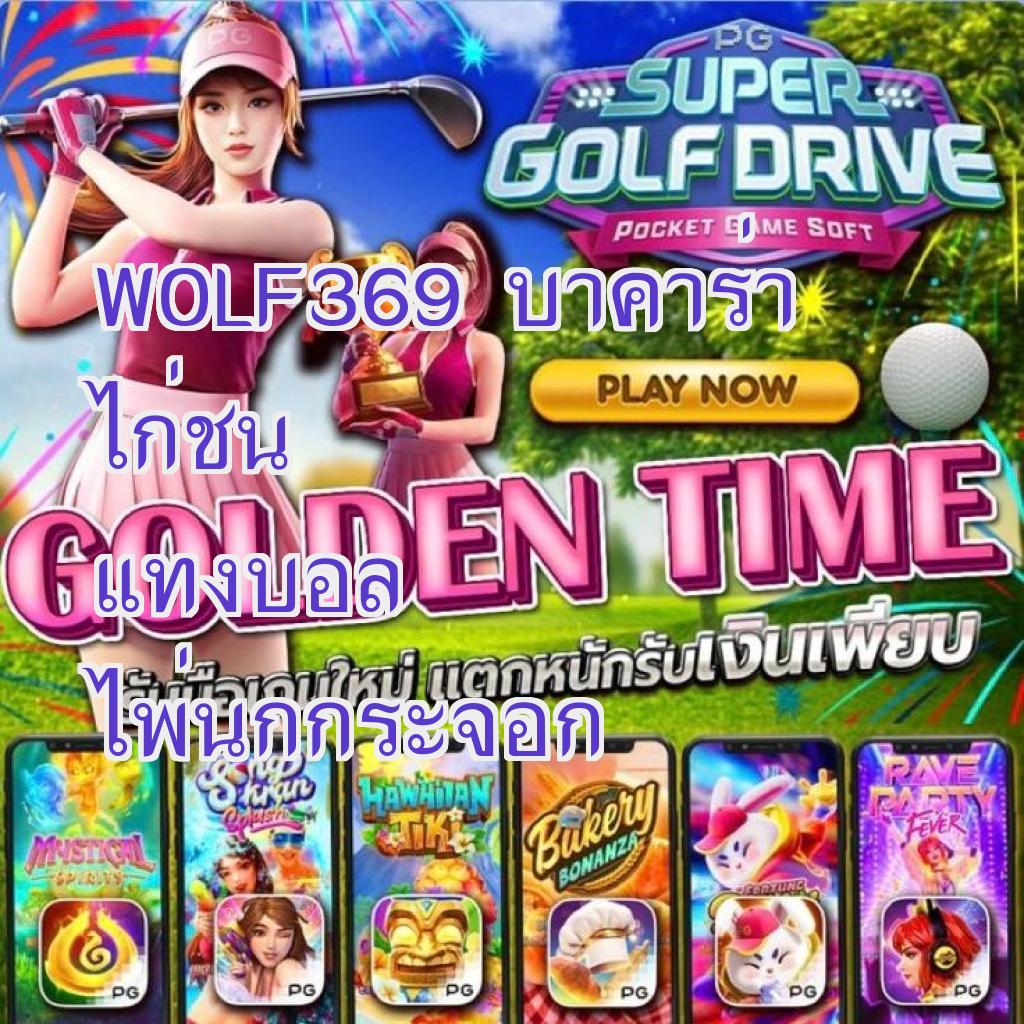 PG
SUPER
GOLF DRIVE
POCKET GAME SOFT
WOLF369 บาคาร่า
PLAY NOW
ไก่ชน
GOLDEN TIME
แทงบอล
แตกหนักรับเงินเพียบ
ไพ่นกกระจอก
MYSTICAL
SPIRITS
Songkran
Splash
HAWAIIAN
TIKI
Bakery
BONANZA
FORTUNE
RAVE
PARTY
FEVER
PG PG PG PG PG PG